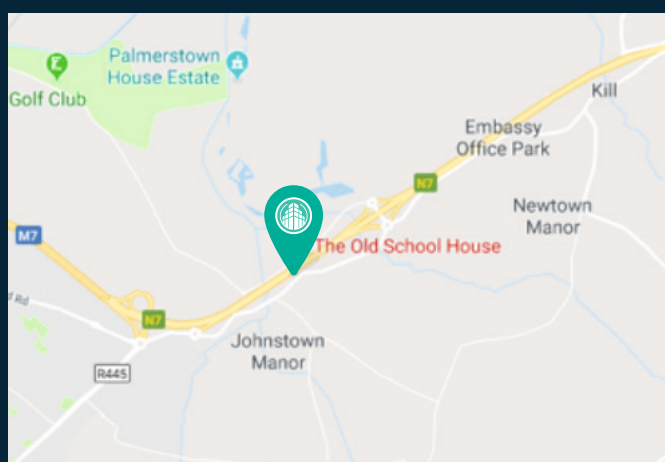 Palmerstown
House Estate
Golf Club
Kill
Embassy
Office Park
N7
Newtown
Manor
M7
The Old School House
Rd
N7
Johnstown
Manor
R445